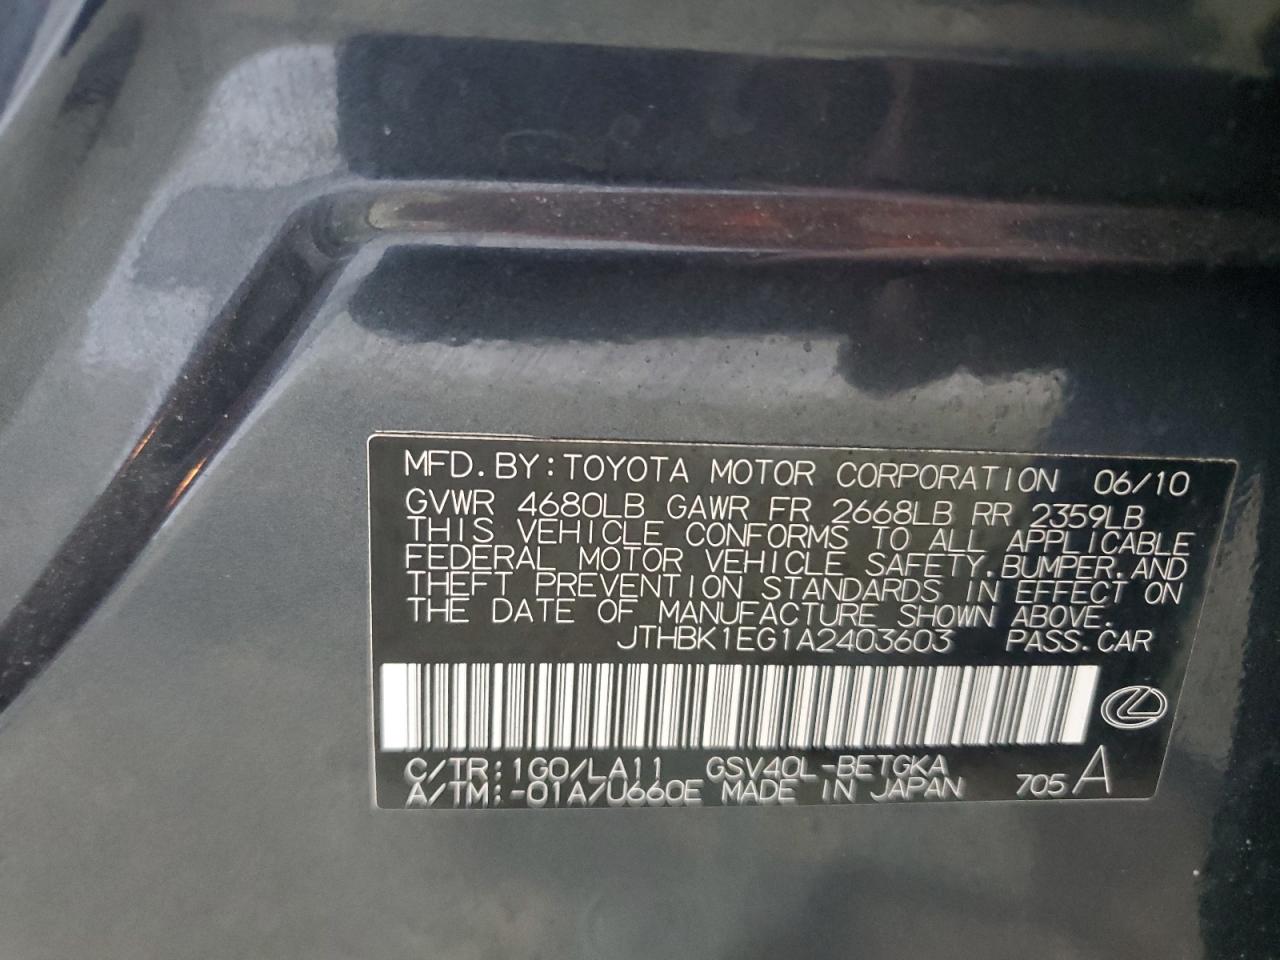 MFD. BY: TOYOTA MOTOR CORPORATION 06/10
GVWR 4680LB GAWR FR 2668LB RR 2359LB
THIS VEHICLE CONFORMS TO ALL APPLICABLE
FEDERAL MOTOR VEHICLE SAFETY, BUMPER, AND
THEFT PREVENTION STANDARDS IN EFFECT ON
THE DATE OF MANUFACTURE SHOWN ABOVE.
JTHBK1EG1A2403603 PASS. CAR
C/TR: 1G0/LA11 GSV40L-BETGKA
A/TM: -01A/U660E MADE IN JAPAN 705 A